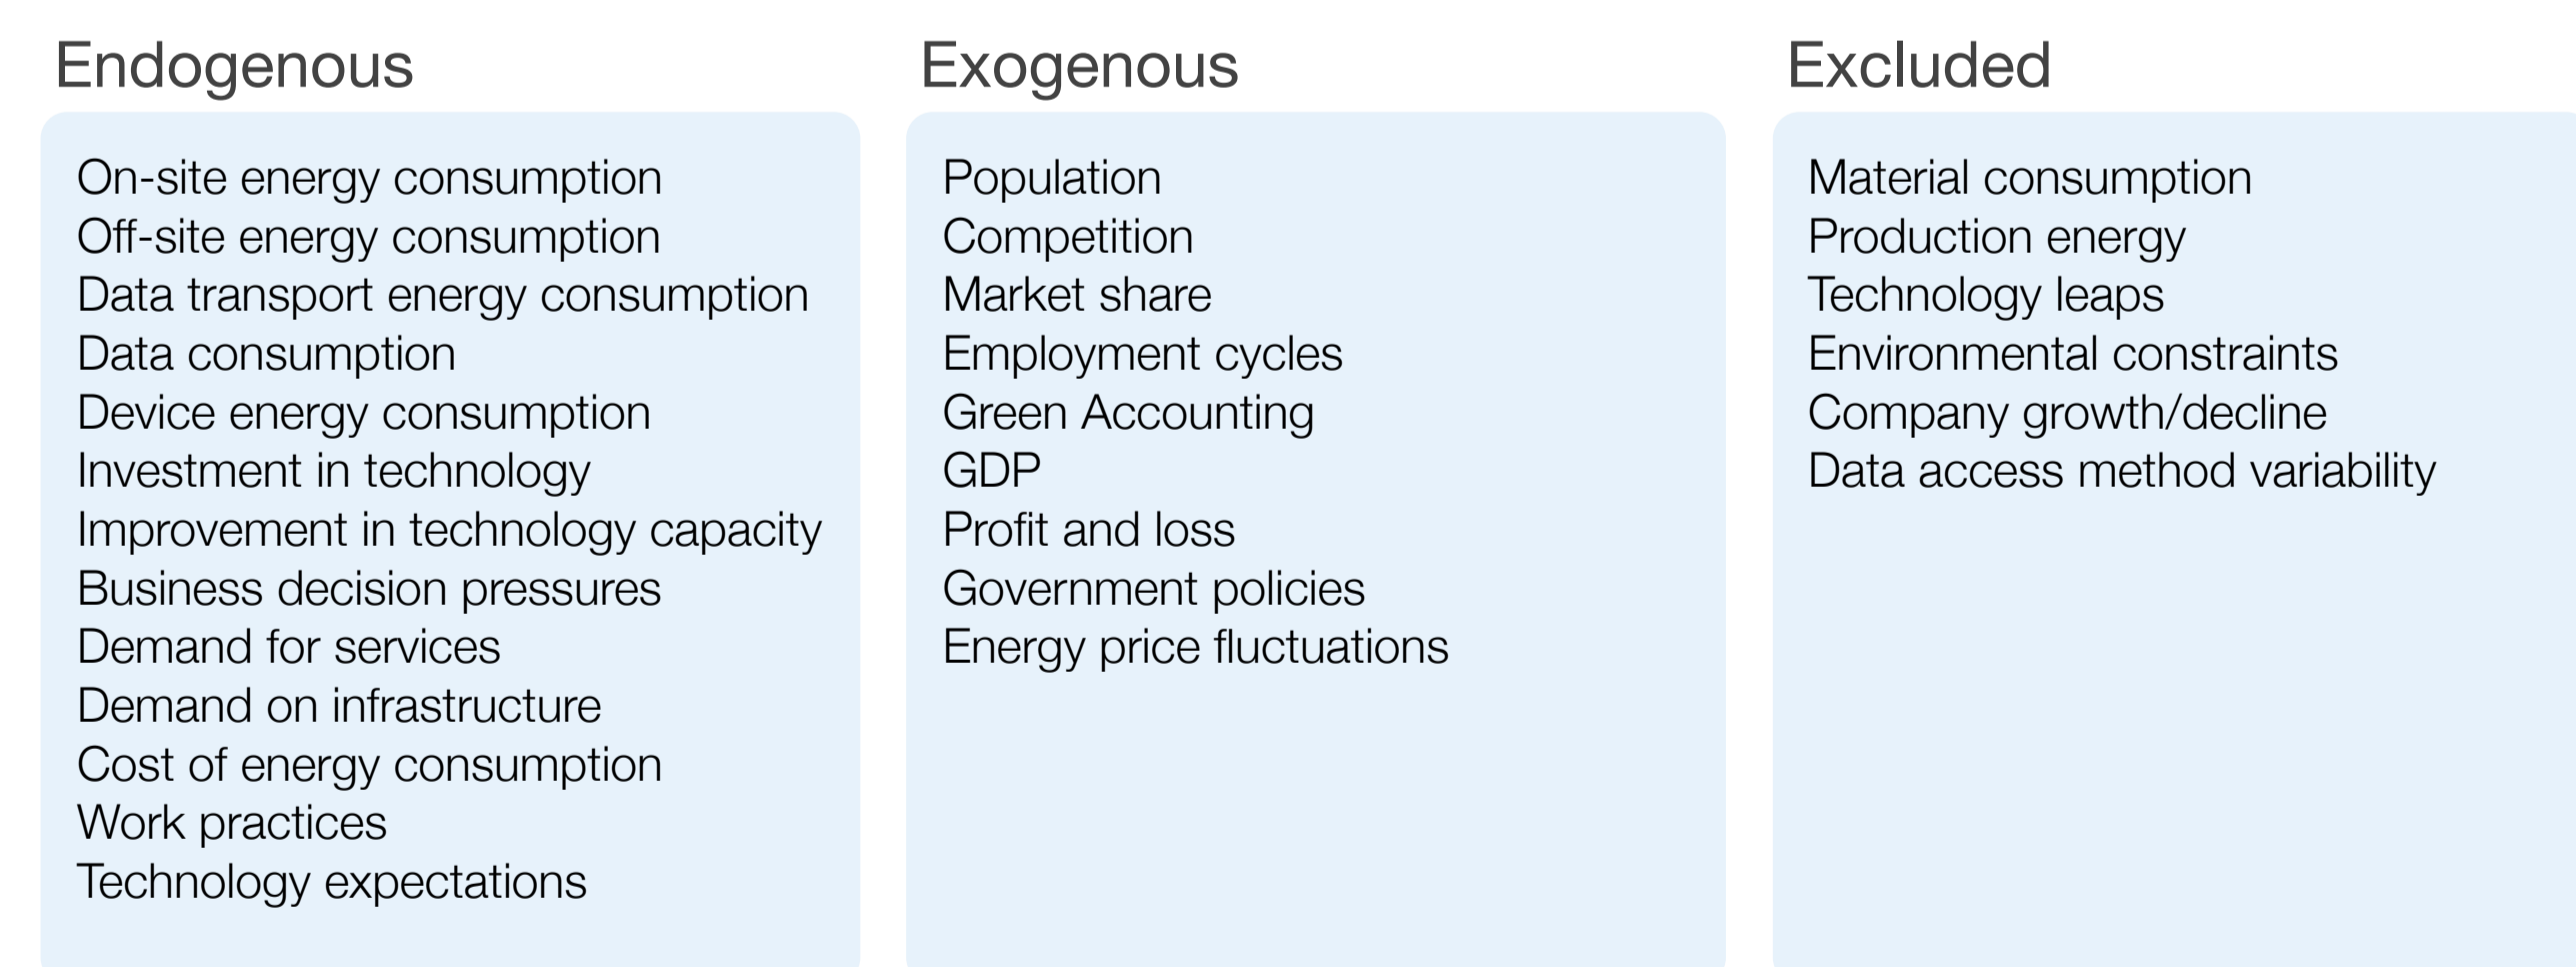 Endogenous
On-site energy consumption
Off-site energy consumption
Data transport energy consumption
Data consumption
Device energy consumption
Investment in technology
Improvement in technology capacity
Business decision pressures
Demand for services
Demand on infrastructure
Cost of energy consumption
Work practices
Technology expectations
Exogenous
Population
Competition
Market share
Employment cycles
Green Accounting
GDP
Profit and loss
Government policies
Energy price fluctuations
Excluded
Material consumption
Production energy
Technology leaps
Environmental constraints
Company growth/decline
Data access method variability